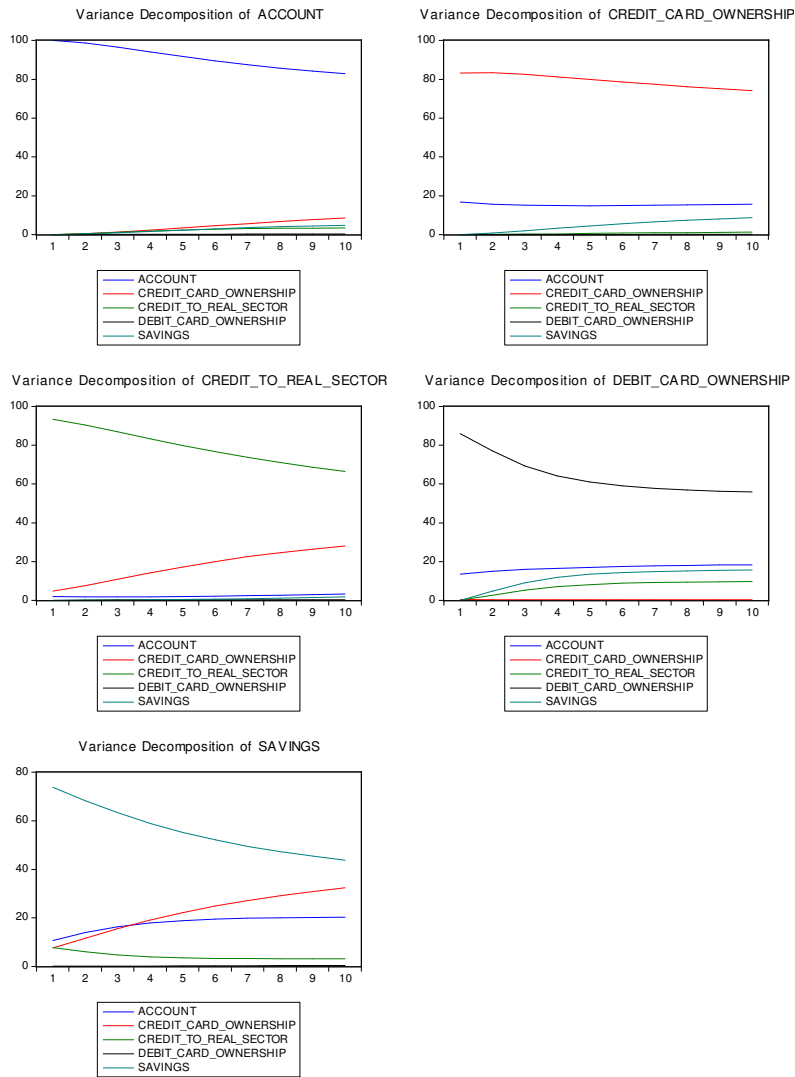 Variance Decomposition of ACCOUNT
100
80
60
40
20
0
1 2 3 4 5 6 7 8 9 10
ACCOUNT
CREDIT_CARD_OWNERSHIP
CREDIT_TO_REAL_SECTOR
DEBIT_CARD_OWNERSHIP
SAVINGS
Variance Decomposition of CREDIT_CARD_OWNERSHIP
100
80
60
40
20
0
1 2 3 4 5 6 7 8 9 10
ACCOUNT
CREDIT_CARD_OWNERSHIP
CREDIT_TO_REAL_SECTOR
DEBIT_CARD_OWNERSHIP
SAVINGS
Variance Decomposition of CREDIT_TO_REAL_SECTOR
100
80
60
40
20
0
1 2 3 4 5 6 7 8 9 10
ACCOUNT
CREDIT_CARD_OWNERSHIP
CREDIT_TO_REAL_SECTOR
DEBIT_CARD_OWNERSHIP
SAVINGS
Variance Decomposition of DEBIT_CARD_OWNERSHIP
100
80
60
40
20
0
1 2 3 4 5 6 7 8 9 10
ACCOUNT
CREDIT_CARD_OWNERSHIP
CREDIT_TO_REAL_SECTOR
DEBIT_CARD_OWNERSHIP
SAVINGS
Variance Decomposition of SAVINGS
80
60
40
20
0
1 2 3 4 5 6 7 8 9 10
ACCOUNT
CREDIT_CARD_OWNERSHIP
CREDIT_TO_REAL_SECTOR
DEBIT_CARD_OWNERSHIP
SAVINGS